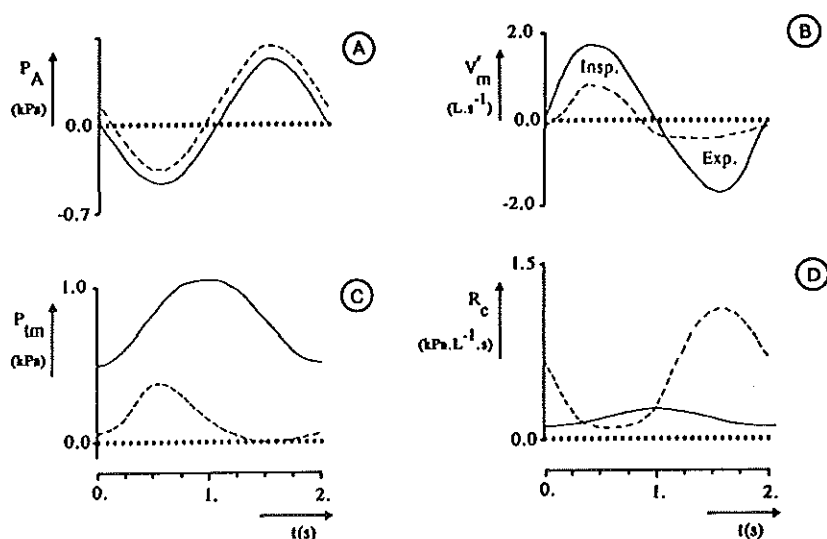 A
P_A
(kPa)
0.0
-0.7
B
2.0
V'_m
(L.s⁻¹)
0.0
-2.0
Insp.
Exp.
C
1.0
P_tm
(kPa)
0.0
0. 1. 2.
t(s)
D
1.5
R_c
(kPa.L⁻¹.s)
0.0
0. 1. 2.
t(s)